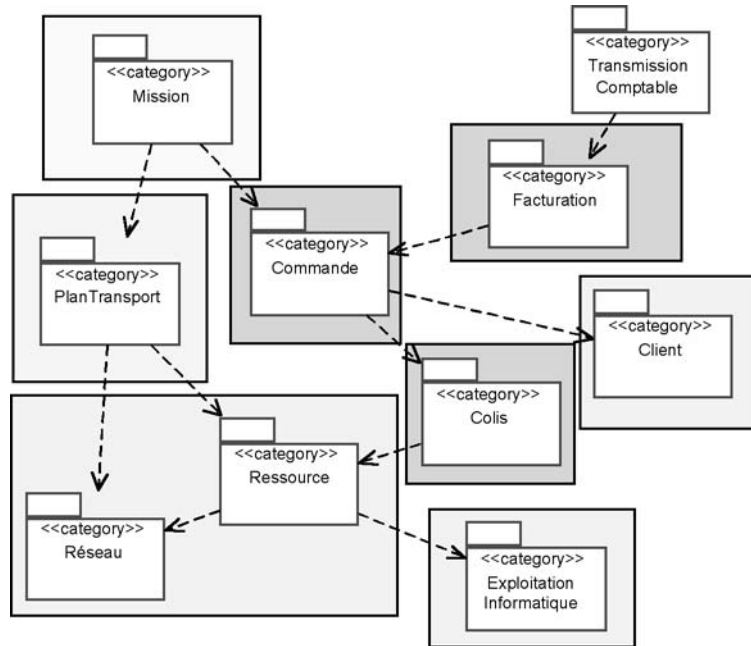 <<category>>
Mission
<<category>>
Transmission
Comptable
<<category>>
Facturation
<<category>>
Commande
<<category>>
PlanTransport
<<category>>
Client
<<category>>
Colis
<<category>>
Ressource
<<category>>
Réseau
<<category>>
Exploitation
Informatique